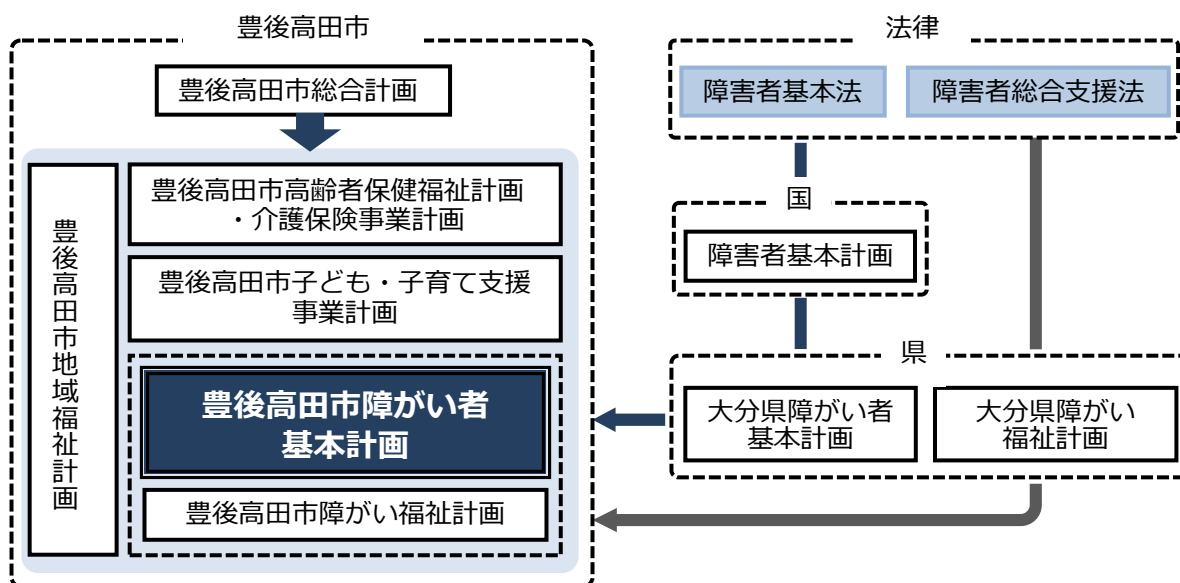 豊後高田市
豊後高田市総合計画
豊後高田市地域福祉計画
豊後高田市高齢者保健福祉計画
・介護保険事業計画
豊後高田市子ども・子育て支援
事業計画
豊後高田市障がい者
基本計画
豊後高田市障がい福祉計画
法律
障害者基本法
障害者総合支援法
国
障害者基本計画
県
大分県障がい者
基本計画
大分県障がい
福祉計画